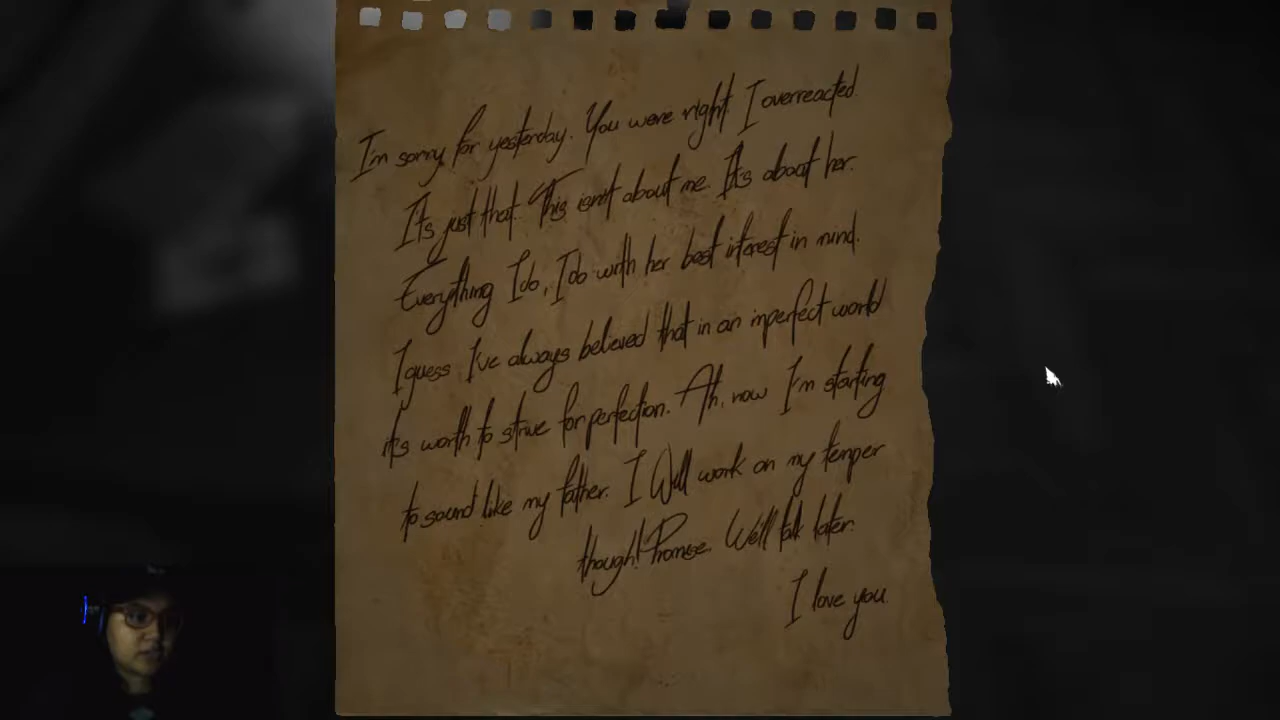 I'm sorry for yesterday. You were right. I overreacted.
It's just that. This isn't about me. It's about her.
Everything I do, I do with her best interest in mind.
I guess I've always believed that in an imperfect world
it's worth to strive for perfection. Ah, now I'm starting
to sound like my father. I Will work on my temper
though! Promise. We'll talk later.
I love you.